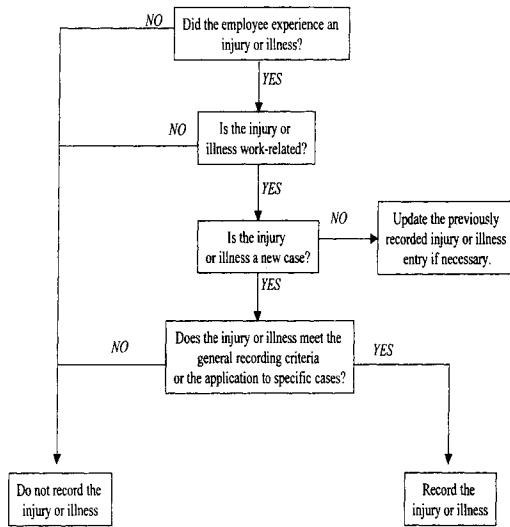 NO
Did the employee experience an
injury or illness?
YES
NO
Is the injury or
illness work-related?
YES
Is the injury
or illness a new case?
NO
Update the previously
recorded injury or illness
entry if necessary.
YES
NO
Does the injury or illness meet the
general recording criteria
or the application to specific cases?
YES
Do not record the
injury or illness
Record the
injury or illness